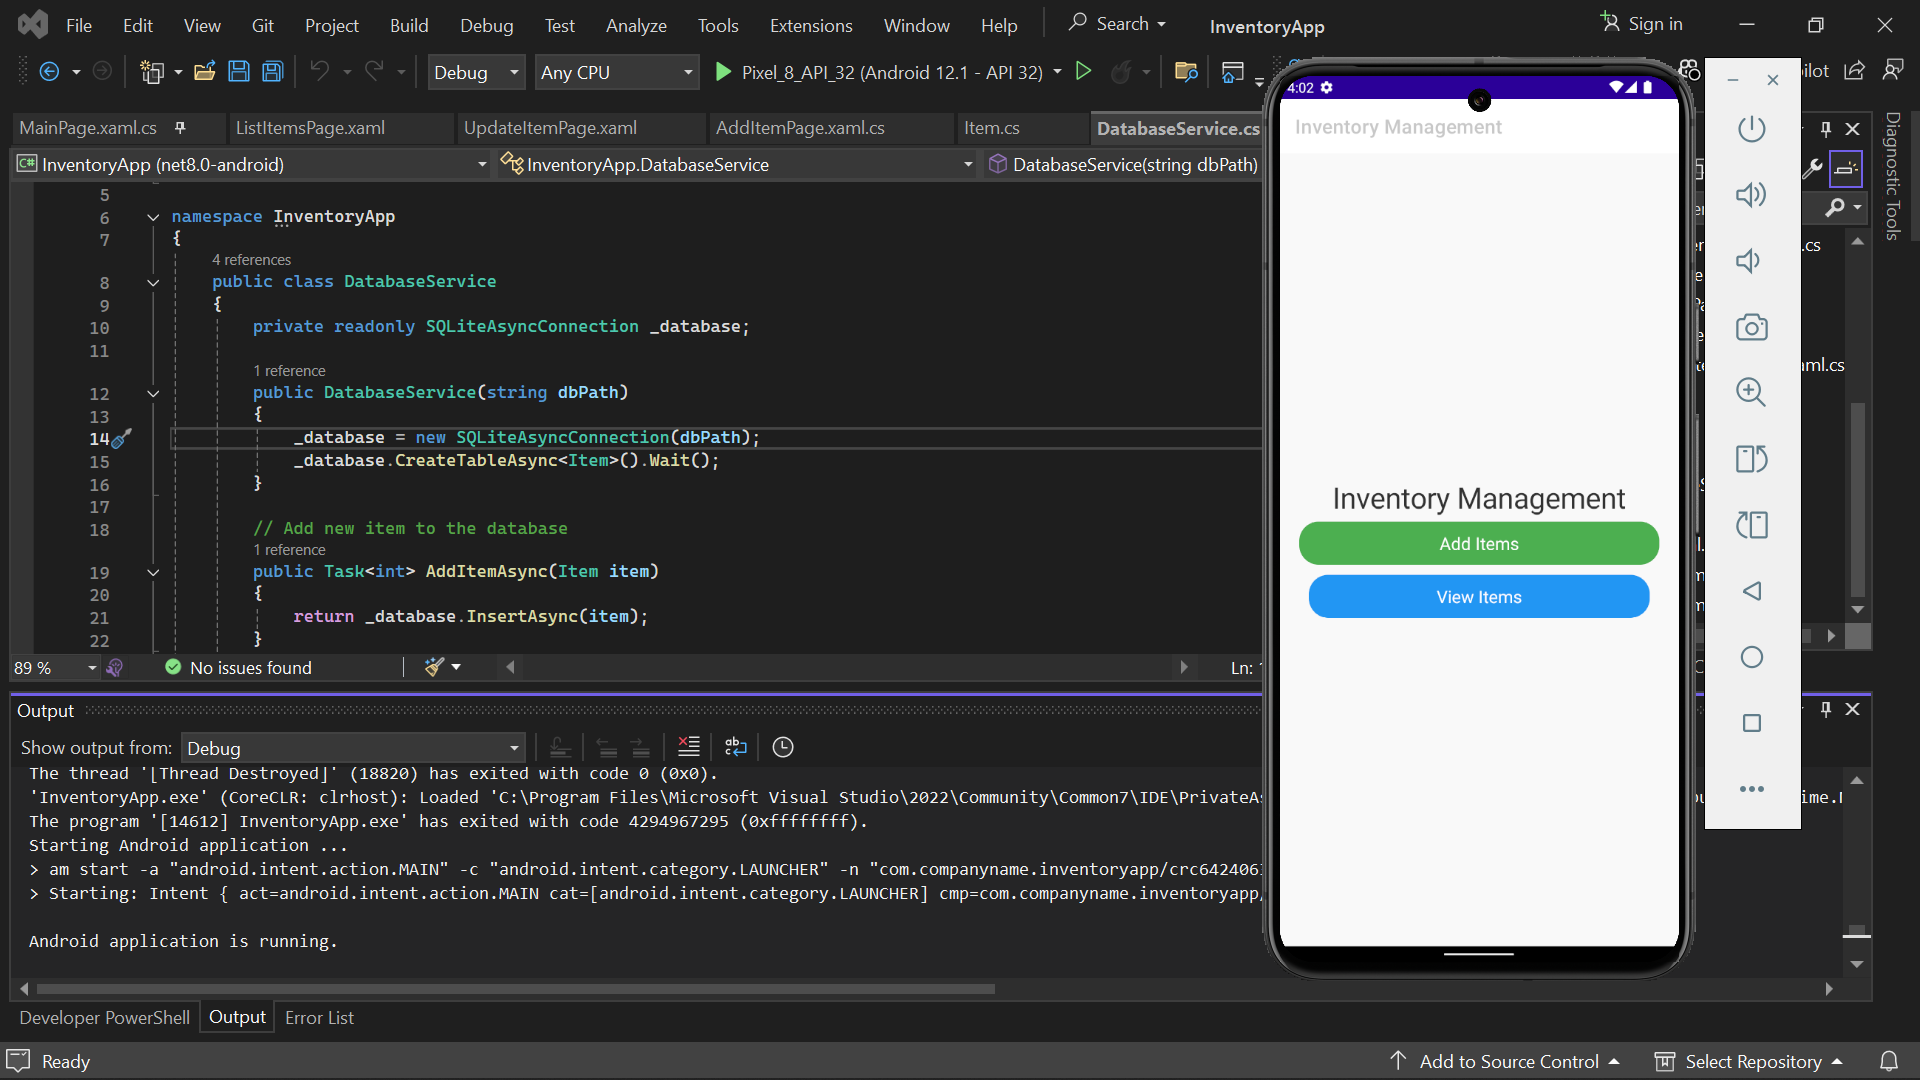 File Edit View Git Project Build Debug Test Analyze Tools Extensions Window Help Search InventoryApp Sign in
Debug Any CPU Pixel_8_API_32 (Android 12.1 - API 32)
MainPage.xaml.cs ListItemsPage.xaml UpdateItemPage.xaml AddItemPage.xaml.cs Item.cs DatabaseService.cs
C# InventoryApp (net8.0-android) InventoryApp.DatabaseService DatabaseService(string dbPath)
5
6 namespace InventoryApp
7 {
4 references
8 public class DatabaseService
9 {
10 private readonly SQLiteAsyncConnection _database;
11
1 reference
12 public DatabaseService(string dbPath)
13 {
14 _database = new SQLiteAsyncConnection(dbPath);
15 _database.CreateTableAsync<Item>().Wait();
16 }
17
18 // Add new item to the database
1 reference
19 public Task<int> AddItemAsync(Item item)
20 {
21 return _database.InsertAsync(item);
22 }
89 % No issues found Ln:
Output
Show output from: Debug
The thread '[Thread Destroyed]' (18820) has exited with code 0 (0x0).
'InventoryApp.exe' (CoreCLR: clrhost): Loaded 'C:\Program Files\Microsoft Visual Studio\2022\Community\Common7\IDE\PrivateAs
The program '[14612] InventoryApp.exe' has exited with code 4294967295 (0xffffffff).
Starting Android application ...
> am start -a "android.intent.action.MAIN" -c "android.intent.category.LAUNCHER" -n "com.companyname.inventoryapp/crc642406
> Starting: Intent { act=android.intent.action.MAIN cat=[android.intent.category.LAUNCHER] cmp=com.companyname.inventoryapp/
Android application is running.
Developer PowerShell Output Error List
Ready Add to Source Control Select Repository
4:02
Inventory Management
Inventory Management
Add Items
View Items
ilot
.cs
aml.cs
Diagnostic Tools